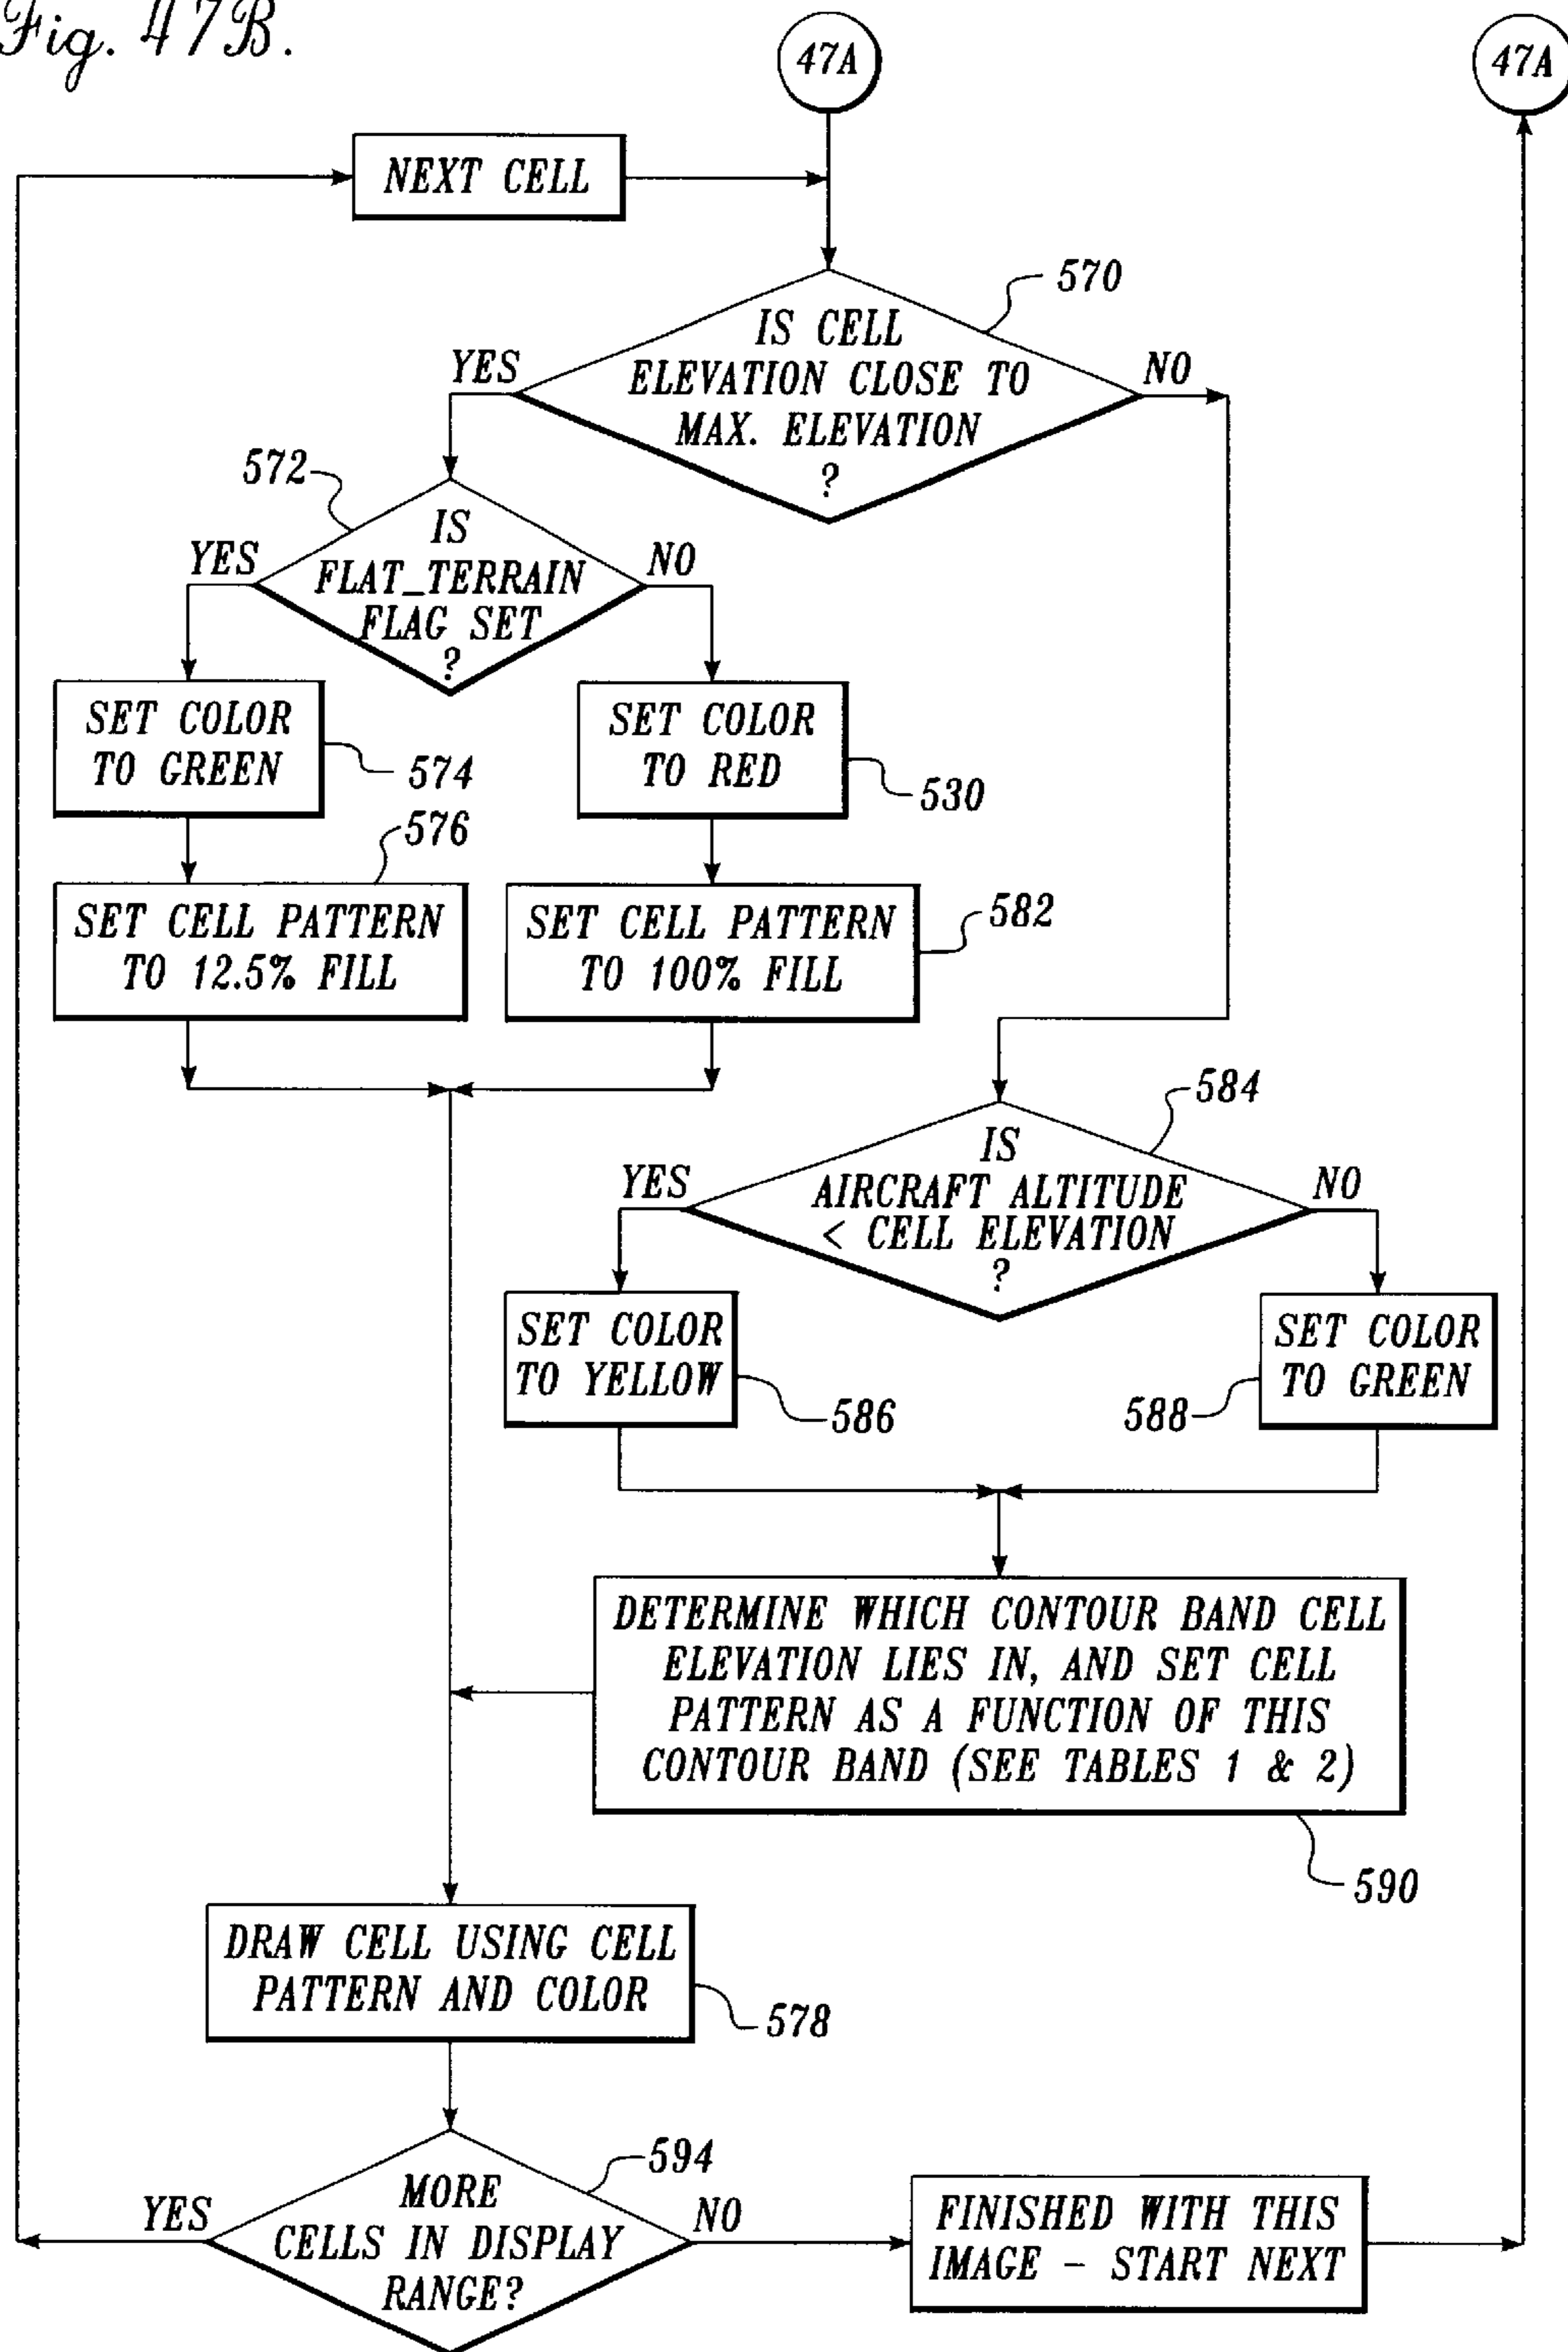 Fig. 47B.
47A
47A
NEXT CELL
570
IS CELL
ELEVATION CLOSE TO
MAX. ELEVATION
?
YES
NO
572
IS
FLAT_TERRAIN
FLAG SET
?
YES
NO
SET COLOR
TO GREEN
574
SET COLOR
TO RED
530
576
SET CELL PATTERN
TO 12.5% FILL
SET CELL PATTERN
TO 100% FILL
582
584
IS
AIRCRAFT ALTITUDE
< CELL ELEVATION
?
YES
NO
SET COLOR
TO YELLOW
586
SET COLOR
TO GREEN
588
DETERMINE WHICH CONTOUR BAND CELL
ELEVATION LIES IN, AND SET CELL
PATTERN AS A FUNCTION OF THIS
CONTOUR BAND (SEE TABLES 1 & 2)
590
DRAW CELL USING CELL
PATTERN AND COLOR
578
594
MORE
CELLS IN DISPLAY
RANGE?
YES
NO
FINISHED WITH THIS
IMAGE - START NEXT